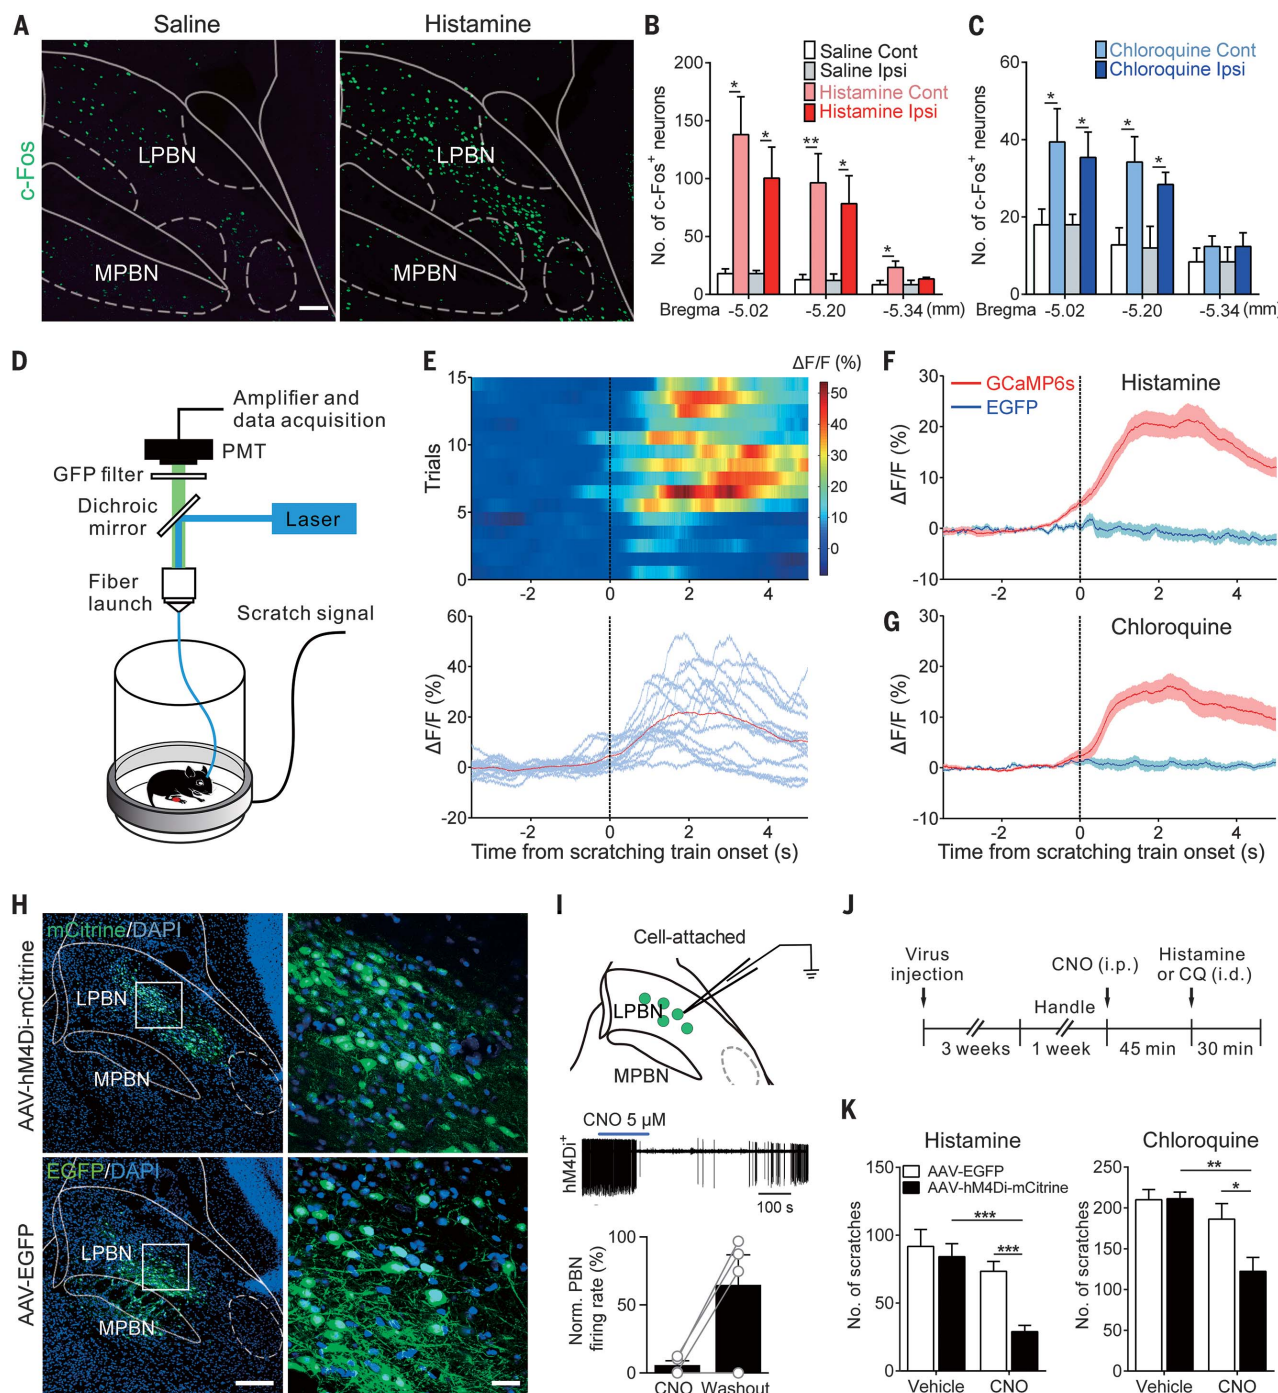 A
Saline
Histamine
c-Fos
LPBN
MPBN
LPBN
MPBN
B
Saline Cont
Saline Ipsi
Histamine Cont
Histamine Ipsi
No. of c-Fos+ neurons
200
150
100
50
0
*
*
**
*
*
Bregma
-5.02
-5.20
-5.34 (mm)
C
Chloroquine Cont
Chloroquine Ipsi
No. of c-Fos+ neurons
60
40
20
0
*
*
*
*
Bregma
-5.02
-5.20
-5.34 (mm)
D
Amplifier and
data acquisition
PMT
GFP filter
Dichroic
mirror
Laser
Fiber
launch
Scratch signal
E
ΔF/F (%)
50
40
30
20
10
0
Trials
15
10
5
0
-2
0
2
4
ΔF/F (%)
60
40
20
0
-20
-2
0
2
4
Time from scratching train onset (s)
F
GCaMP6s
EGFP
Histamine
ΔF/F (%)
30
20
10
0
-10
-2
0
2
4
G
Chloroquine
ΔF/F (%)
30
20
10
0
-10
-2
0
2
4
Time from scratching train onset (s)
H
AAV-hM4Di-mCitrine
mCitrine/DAPI
LPBN
MPBN
AAV-EGFP
EGFP/DAPI
LPBN
MPBN
I
Cell-attached
LPBN
MPBN
CNO 5 µM
hM4Di+
100 s
Norm. PBN
firing rate (%)
100
50
0
CNO
Washout
J
Virus
injection
CNO (i.p.)
Histamine
or CQ (i.d.)
Handle
3 weeks
1 week
45 min
30 min
K
Histamine
AAV-EGFP
AAV-hM4Di-mCitrine
No. of scratches
150
100
50
0
***
***
Vehicle
CNO
Chloroquine
No. of scratches
250
200
150
100
50
0
**
*
Vehicle
CNO